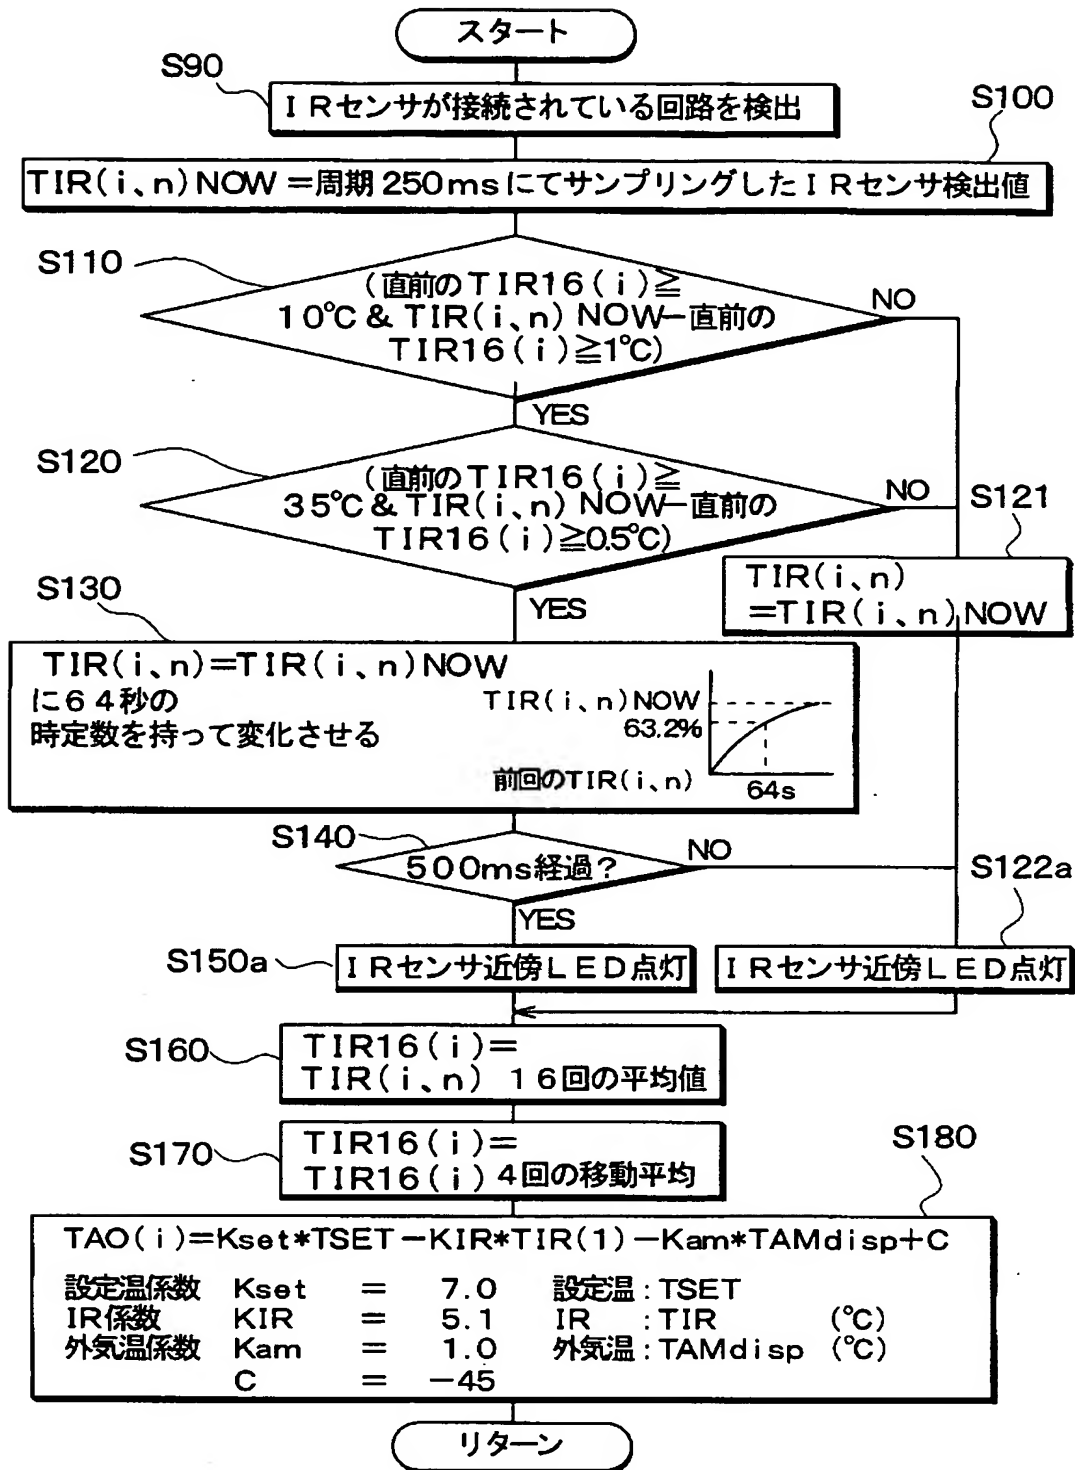 スタート
S90
IRセンサが接続されている回路を検出
S100
TIR(i、n)NOW=周期250msにてサンプリングしたIRセンサ検出値
S110
(直前のTIR16(i)≧
10℃&TIR(i、n)NOW−直前の
TIR16(i)≧1℃)
NO
YES
S120
(直前のTIR16(i)≧
35℃&TIR(i、n)NOW−直前の
TIR16(i)≧0.5℃)
NO
YES
S121
TIR(i、n)
=TIR(i、n)NOW
S130
TIR(i、n)=TIR(i、n)NOW
に64秒の
時定数を持って変化させる
TIR(i、n)NOW
63.2%
前回のTIR(i、n)
64s
S140
500ms経過?
NO
YES
S122a
S150a
IRセンサ近傍LED点灯
IRセンサ近傍LED点灯
S160
TIR16(i)=
TIR(i、n) 16回の平均値
S170
TIR16(i)=
TIR16(i)4回の移動平均
S180
TAO(i)=Kset*TSET−KIR*TIR(1)−Kam*TAMdisp+C
設定温係数 Kset = 7.0 設定温:TSET
IR係数 KIR = 5.1 IR :TIR (℃)
外気温係数 Kam = 1.0 外気温:TAMdisp (℃)
C = −45
リターン